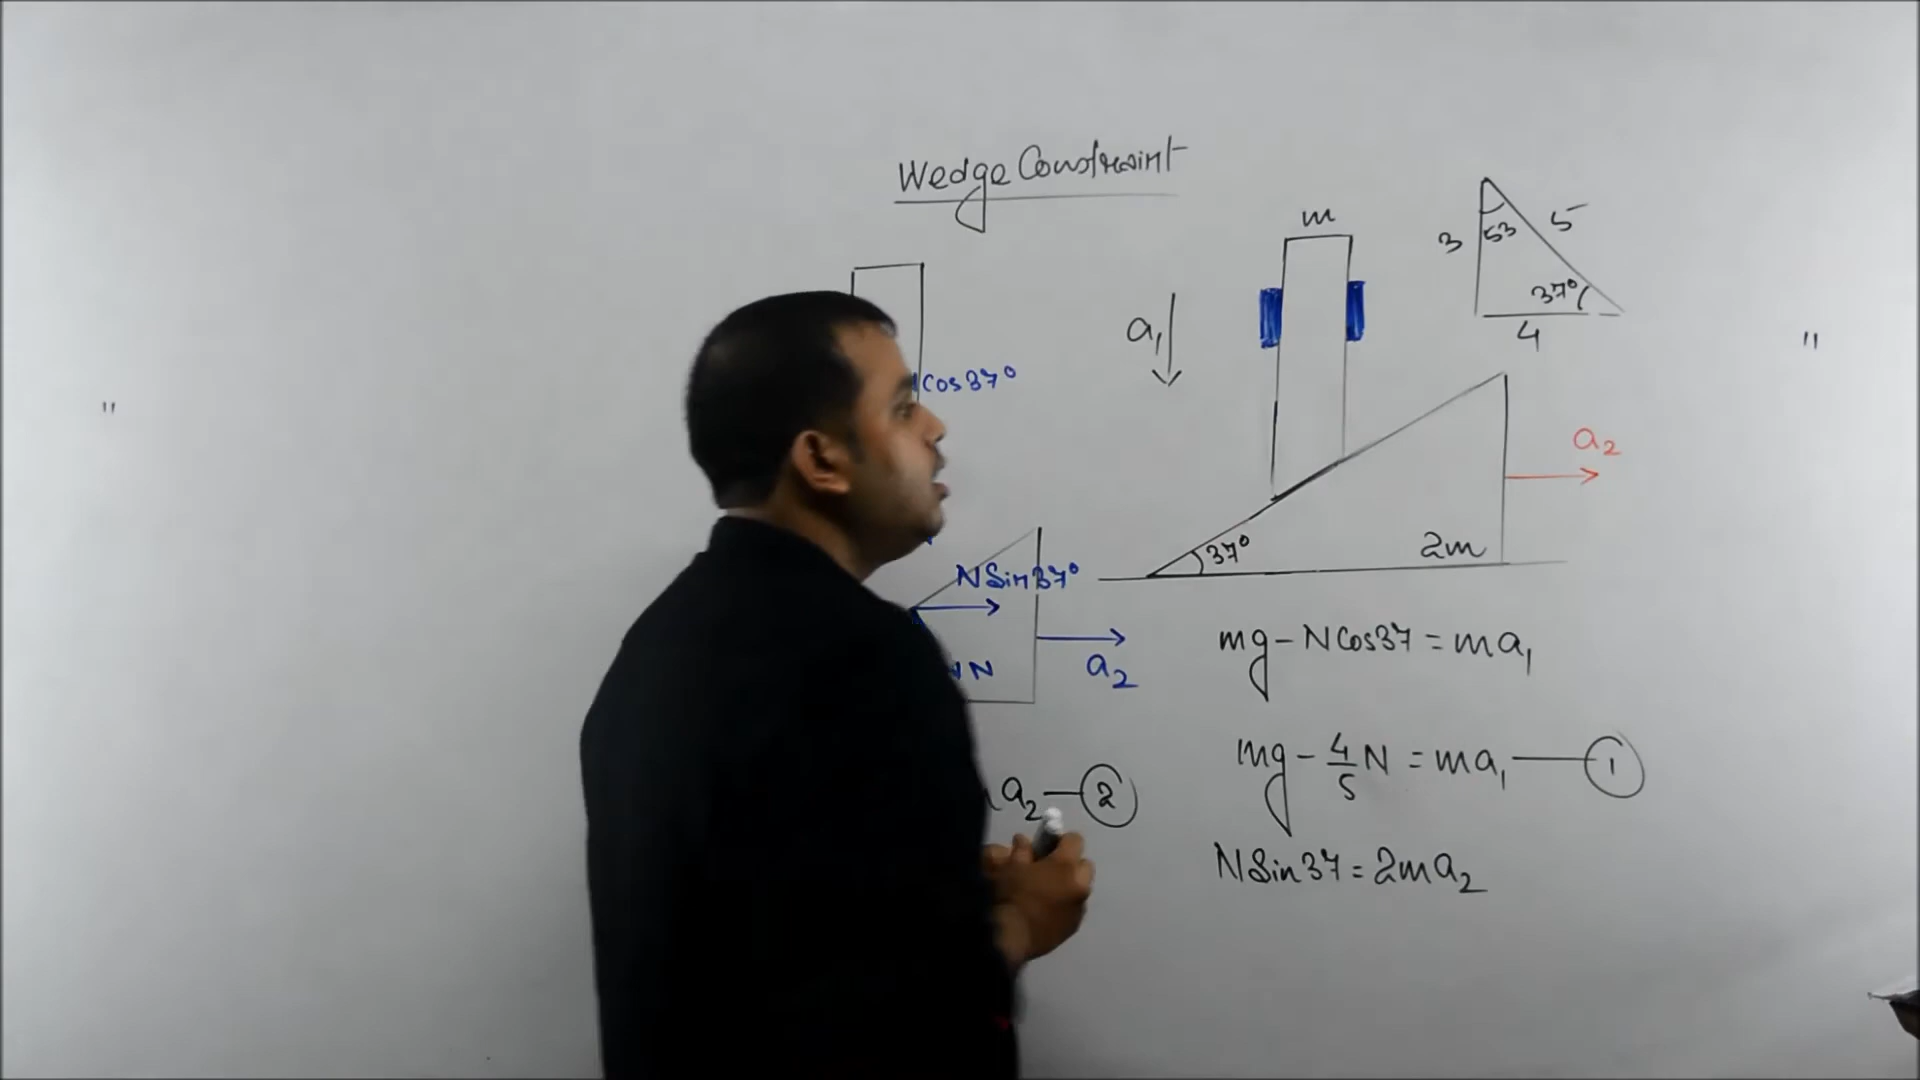 Wedge Constraint
m
3
53
5
37°
4
a₁
Cos37°
a₂
37°
2m
NSin37°
a₂
N
mg - NCos37 = ma₁
mg - 4/5 N = ma₁ — ①
a₂ — ②
NSin37 = 2ma₂